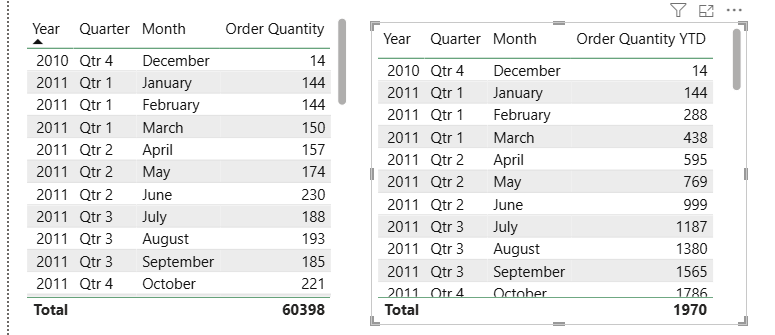 Year Quarter Month Order Quantity
2010 Qtr 4 December 14
2011 Qtr 1 January 144
2011 Qtr 1 February 144
2011 Qtr 1 March 150
2011 Qtr 2 April 157
2011 Qtr 2 May 174
2011 Qtr 2 June 230
2011 Qtr 3 July 188
2011 Qtr 3 August 193
2011 Qtr 3 September 185
2011 Qtr 4 October 221
Total 60398
Year Quarter Month Order Quantity YTD
2010 Qtr 4 December 14
2011 Qtr 1 January 144
2011 Qtr 1 February 288
2011 Qtr 1 March 438
2011 Qtr 2 April 595
2011 Qtr 2 May 769
2011 Qtr 2 June 999
2011 Qtr 3 July 1187
2011 Qtr 3 August 1380
2011 Qtr 3 September 1565
2011 Qtr 4 October 1786
Total 1970